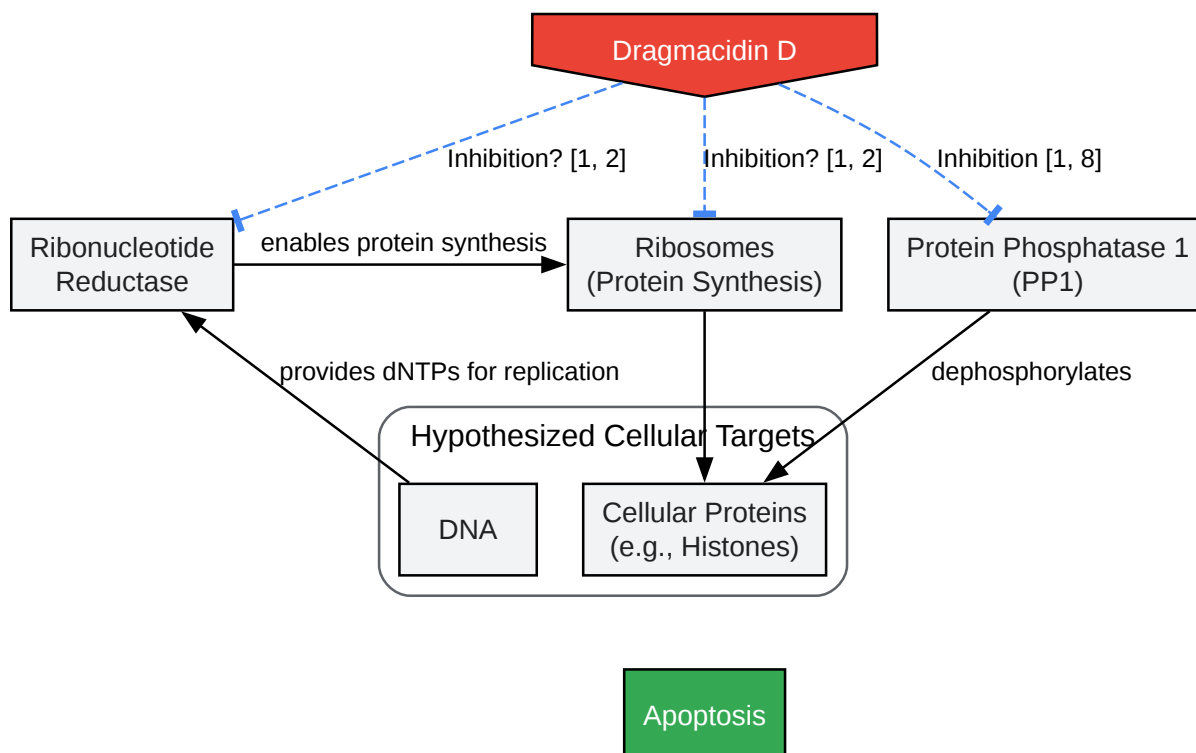 Dragmacidin D
Inhibition? [1, 2]
Inhibition? [1, 2]
Inhibition [1, 8]
Ribonucleotide
Reductase
enables protein synthesis
Ribosomes
(Protein Synthesis)
Protein Phosphatase 1
(PP1)
provides dNTPs for replication
dephosphorylates
Hypothesized Cellular Targets
DNA
Cellular Proteins
(e.g., Histones)
Apoptosis